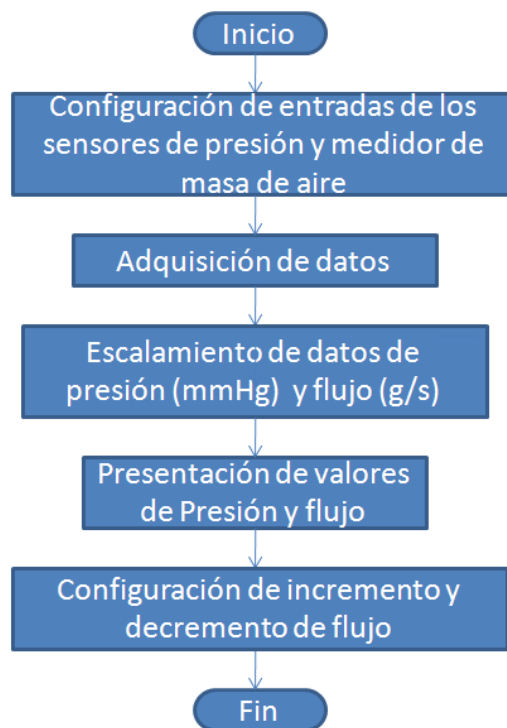 Inicio
Configuración de entradas de los
sensores de presión y medidor de
masa de aire
Adquisición de datos
Escalamiento de datos de
presión (mmHg) y flujo (g/s)
Presentación de valores
de Presión y flujo
Configuración de incremento y
decremento de flujo
Fin